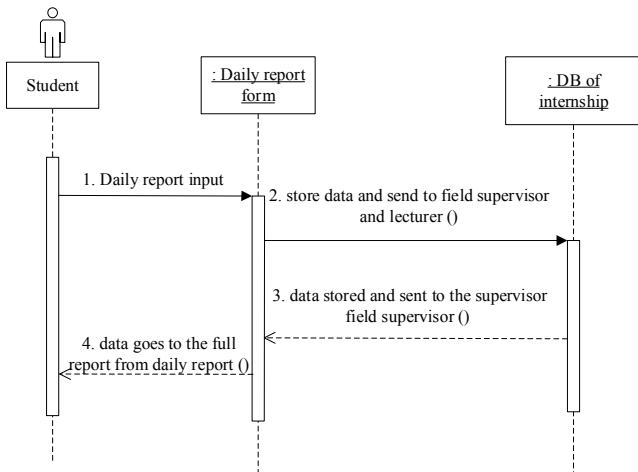 Student
: Daily report
form
: DB of
internship
1. Daily report input
2. store data and send to field supervisor
and lecturer ()
3. data stored and sent to the supervisor
field supervisor ()
4. data goes to the full
report from daily report ()